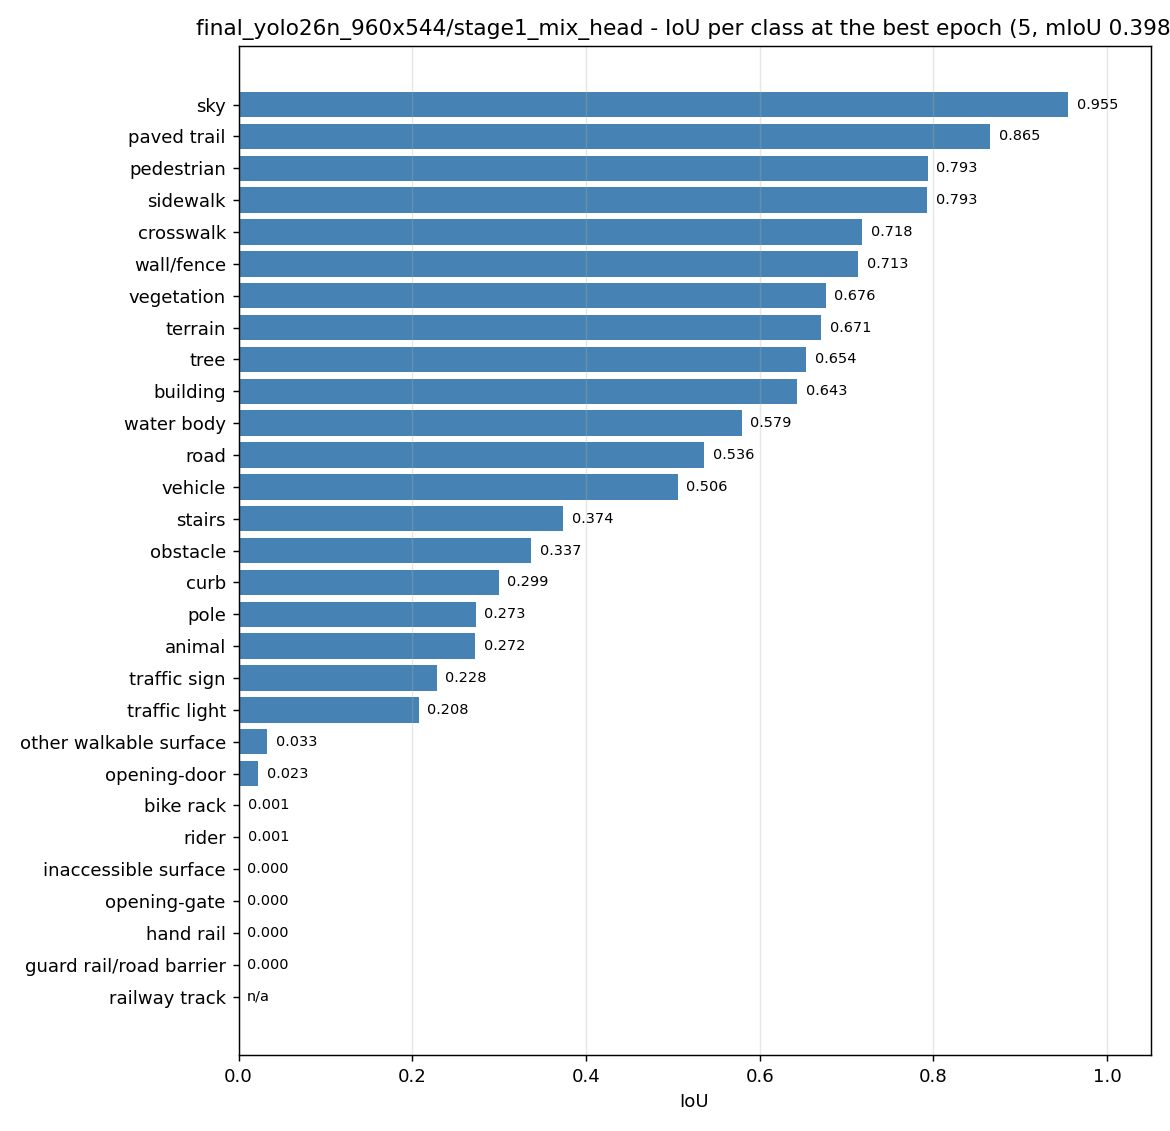 final_yolo26n_960x544/stage1_mix_head - IoU per class at the best epoch (5, mIoU 0.398
sky 0.955
paved trail 0.865
pedestrian 0.793
sidewalk 0.793
crosswalk 0.718
wall/fence 0.713
vegetation 0.676
terrain 0.671
tree 0.654
building 0.643
water body 0.579
road 0.536
vehicle 0.506
stairs 0.374
obstacle 0.337
curb 0.299
pole 0.273
animal 0.272
traffic sign 0.228
traffic light 0.208
other walkable surface 0.033
opening-door 0.023
bike rack 0.001
rider 0.001
inaccessible surface 0.000
opening-gate 0.000
hand rail 0.000
guard rail/road barrier 0.000
railway track n/a
0.0 0.2 0.4 0.6 0.8 1.0
IoU